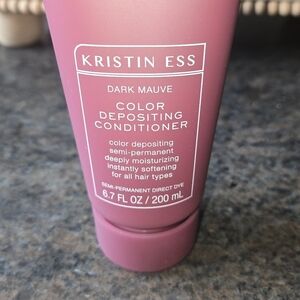 KRISTIN ESS
DARK MAUVE
COLOR
DEPOSITING
CONDITIONER
color depositing
semi-permanent
deeply moisturizing
instantly softening
for all hair types
SEMI-PERMANENT DIRECT DYE
6.7 FL OZ / 200 mL